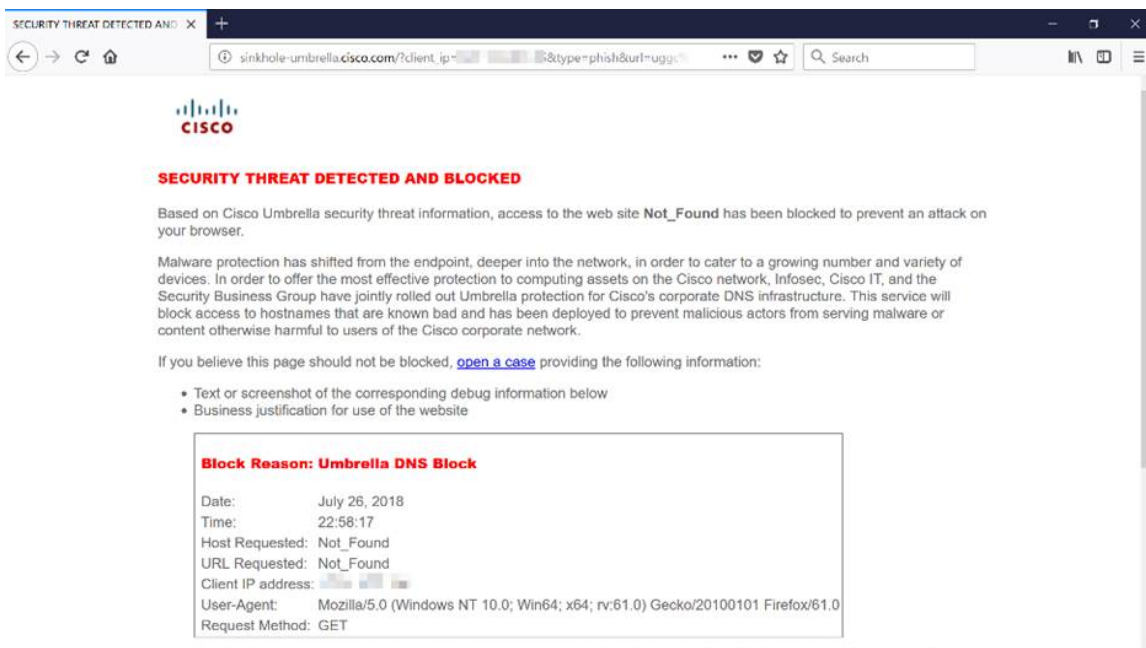 SECURITY THREAT DETECTED AND
sinkhole-umbrella.cisco.com/?client_ip= &type=phish&url=uggc%
Search
CISCO
SECURITY THREAT DETECTED AND BLOCKED
Based on Cisco Umbrella security threat information, access to the web site Not_Found has been blocked to prevent an attack on
your browser.
Malware protection has shifted from the endpoint, deeper into the network, in order to cater to a growing number and variety of
devices. In order to offer the most effective protection to computing assets on the Cisco network, Infosec, Cisco IT, and the
Security Business Group have jointly rolled out Umbrella protection for Cisco's corporate DNS infrastructure. This service will
block access to hostnames that are known bad and has been deployed to prevent malicious actors from serving malware or
content otherwise harmful to users of the Cisco corporate network.
If you believe this page should not be blocked, open a case providing the following information:
• Text or screenshot of the corresponding debug information below
• Business justification for use of the website
Block Reason: Umbrella DNS Block
Date: July 26, 2018
Time: 22:58:17
Host Requested: Not_Found
URL Requested: Not_Found
Client IP address:
User-Agent: Mozilla/5.0 (Windows NT 10.0; Win64; x64; rv:61.0) Gecko/20100101 Firefox/61.0
Request Method: GET